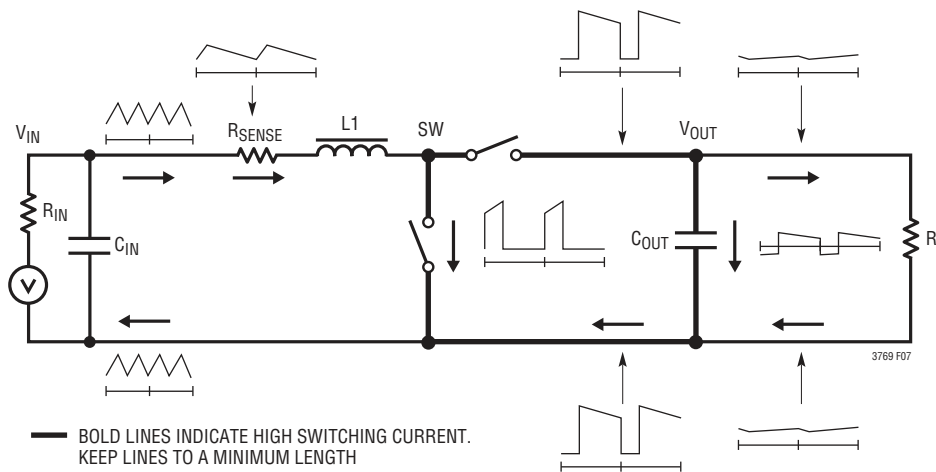 L1
SW
R_SENSE
V_IN
V_OUT
R_IN
C_IN
C_OUT
R
V
3769 F07
BOLD LINES INDICATE HIGH SWITCHING CURRENT.
KEEP LINES TO A MINIMUM LENGTH